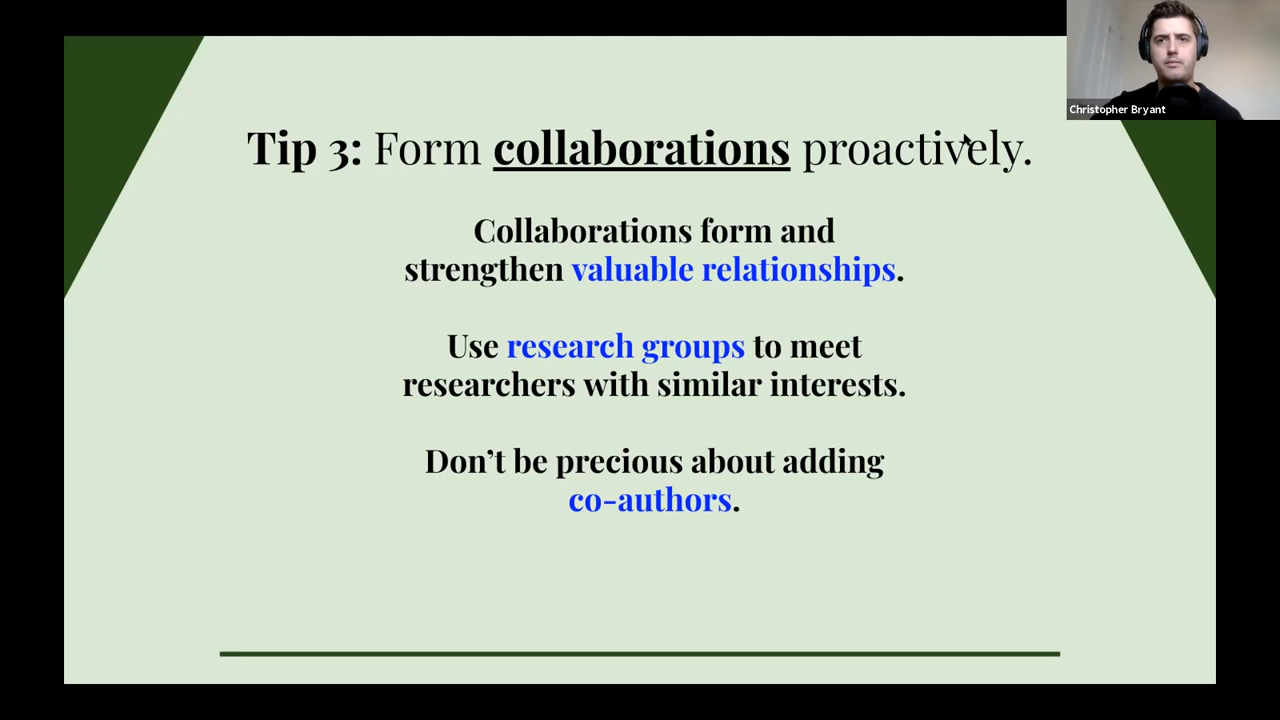 Christopher Bryant
Tip 3: Form collaborations proactively.
Collaborations form and
strengthen valuable relationships.
Use research groups to meet
researchers with similar interests.
Don’t be precious about adding
co-authors.